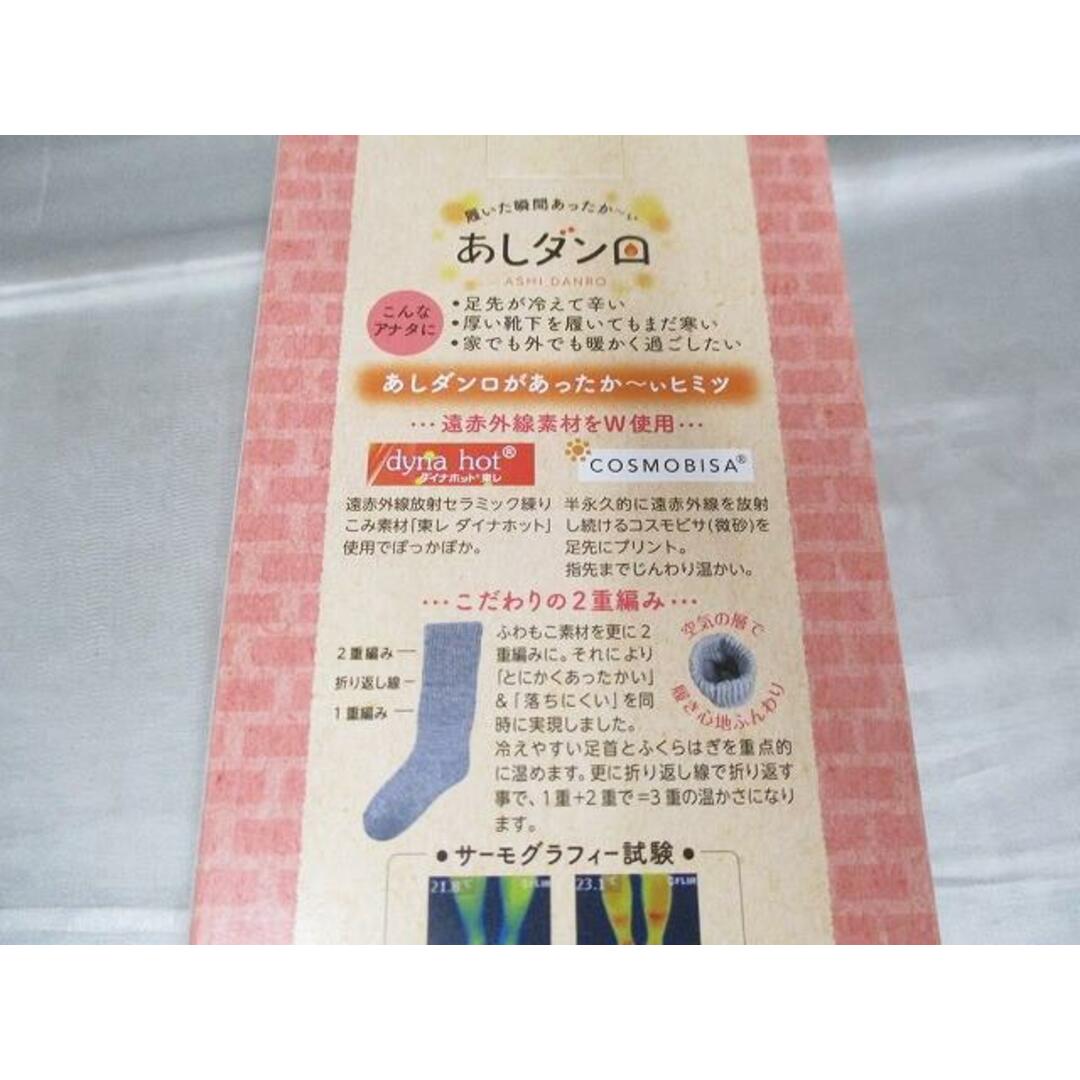 履いた瞬間あったか〜ぃ
あしダンロ
ASHI DANRO
こんな
アナタに
•足先が冷えて辛い
•厚い靴下を履いてもまだ寒い
•家でも外でも暖かく過ごしたい
あしダンロがあったか〜ぃヒミツ
…遠赤外線素材をW使用…
dyna hot®
ダイナホット®東レ
遠赤外線放射セラミック練り
こみ素材「東レ ダイナホット」
使用でぽっかぽか。
COSMOBISA®
半永久的に遠赤外線を放射
し続けるコスモビサ(微砂)を
足先にプリント。
指先までじんわり温かい。
…こだわりの2重編み…
2重編み
折り返し線
1重編み
ふわもこ素材を更に2
重編みに。それにより
「とにかくあったかい」
&「落ちにくい」を同
時に実現しました。
冷えやすい足首とふくらはぎを重点的
に温めます。更に折り返し線で折り返す
事で、1重+2重で=3重の温かさになり
ます。
空気の層で
履き心地ふんわり
•サーモグラフィー試験•
21.8℃
FLIR
23.1℃
FLIR